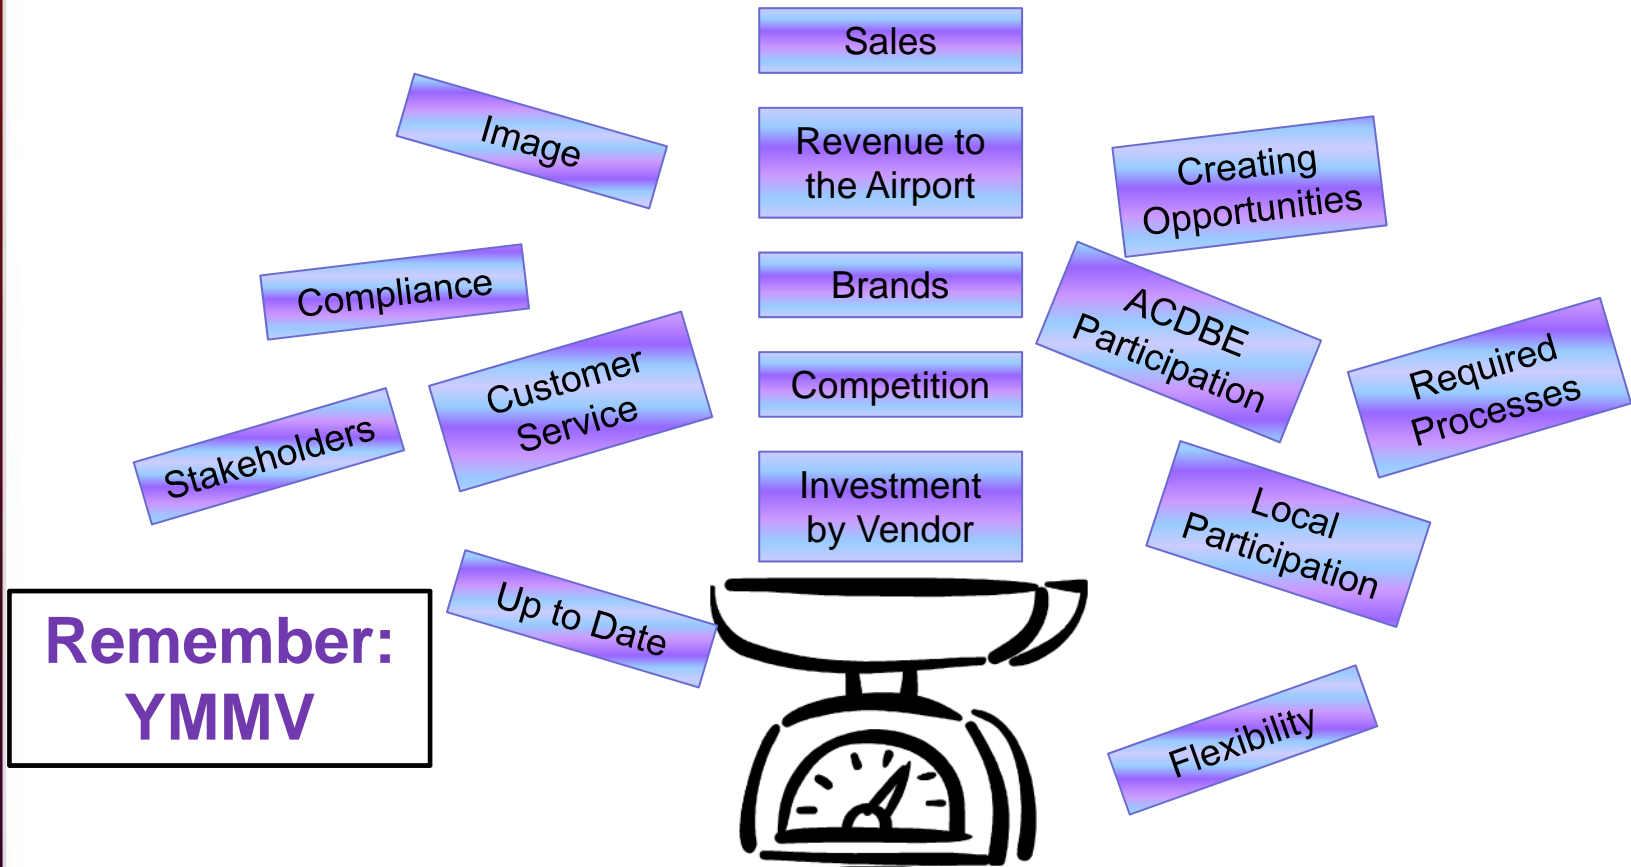 Sales
Image
Revenue to
the Airport
Creating
Opportunities
Compliance
Brands
ACDBE
Participation
Required
Processes
Customer
Service
Competition
Stakeholders
Investment
by Vendor
Local
Participation
Up to Date
Remember:
YMMV
Flexibility